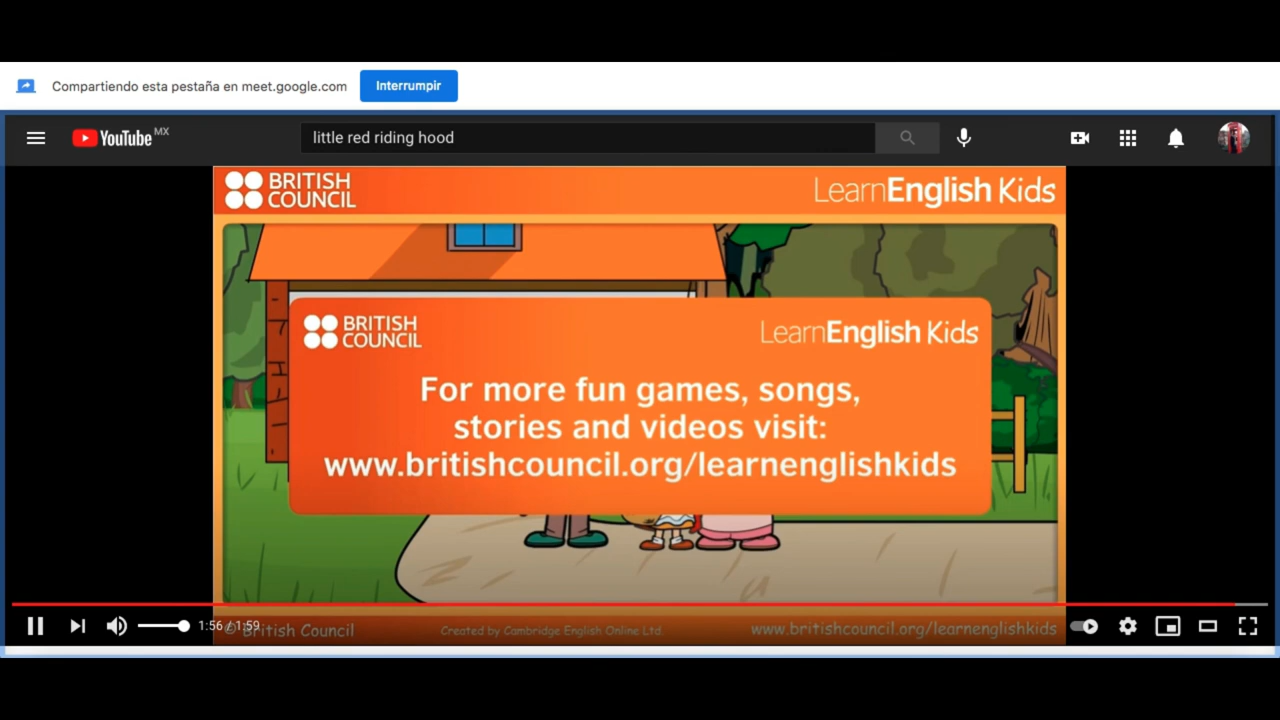 Compartiendo esta pestaña en meet.google.com
Interrumpir
YouTube MX
little red riding hood
BRITISH
COUNCIL
LearnEnglish Kids
BRITISH
COUNCIL
LearnEnglish Kids
For more fun games, songs,
stories and videos visit:
www.britishcouncil.org/learnenglishkids
1:56 / 1:59
© British Council
Created by Cambridge English Online Ltd.
www.britishcouncil.org/learnenglishkids